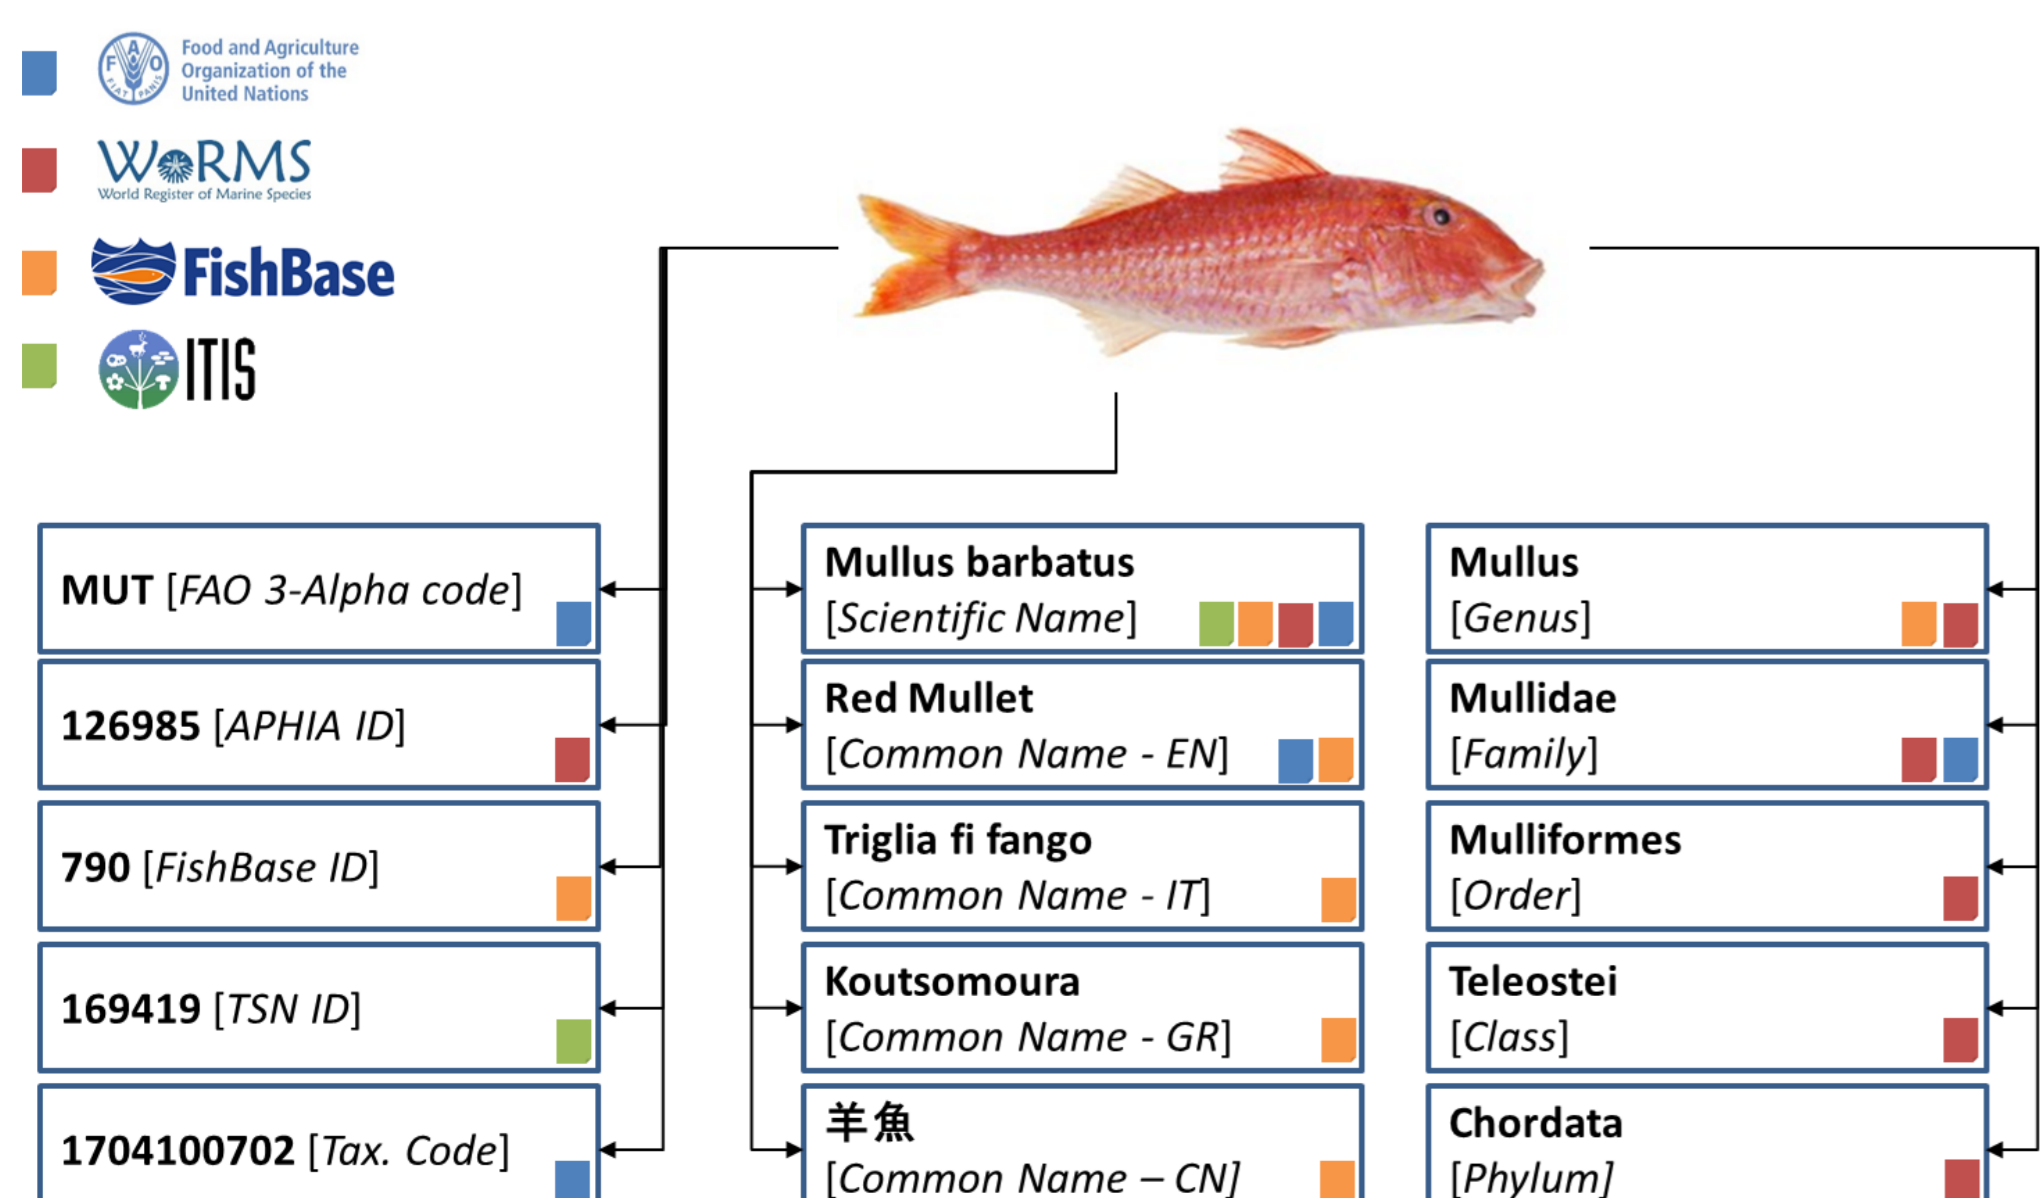 Food and Agriculture
Organization of the
United Nations
F A O
FIAT PANIS
WoRMS
World Register of Marine Species
FishBase
ITIS
MUT [FAO 3-Alpha code]
126985 [APHIA ID]
790 [FishBase ID]
169419 [TSN ID]
1704100702 [Tax. Code]
Mullus barbatus
[Scientific Name]
Red Mullet
[Common Name - EN]
Triglia fi fango
[Common Name - IT]
Koutsomoura
[Common Name - GR]
羊魚
[Common Name – CN]
Mullus
[Genus]
Mullidae
[Family]
Mulliformes
[Order]
Teleostei
[Class]
Chordata
[Phylum]